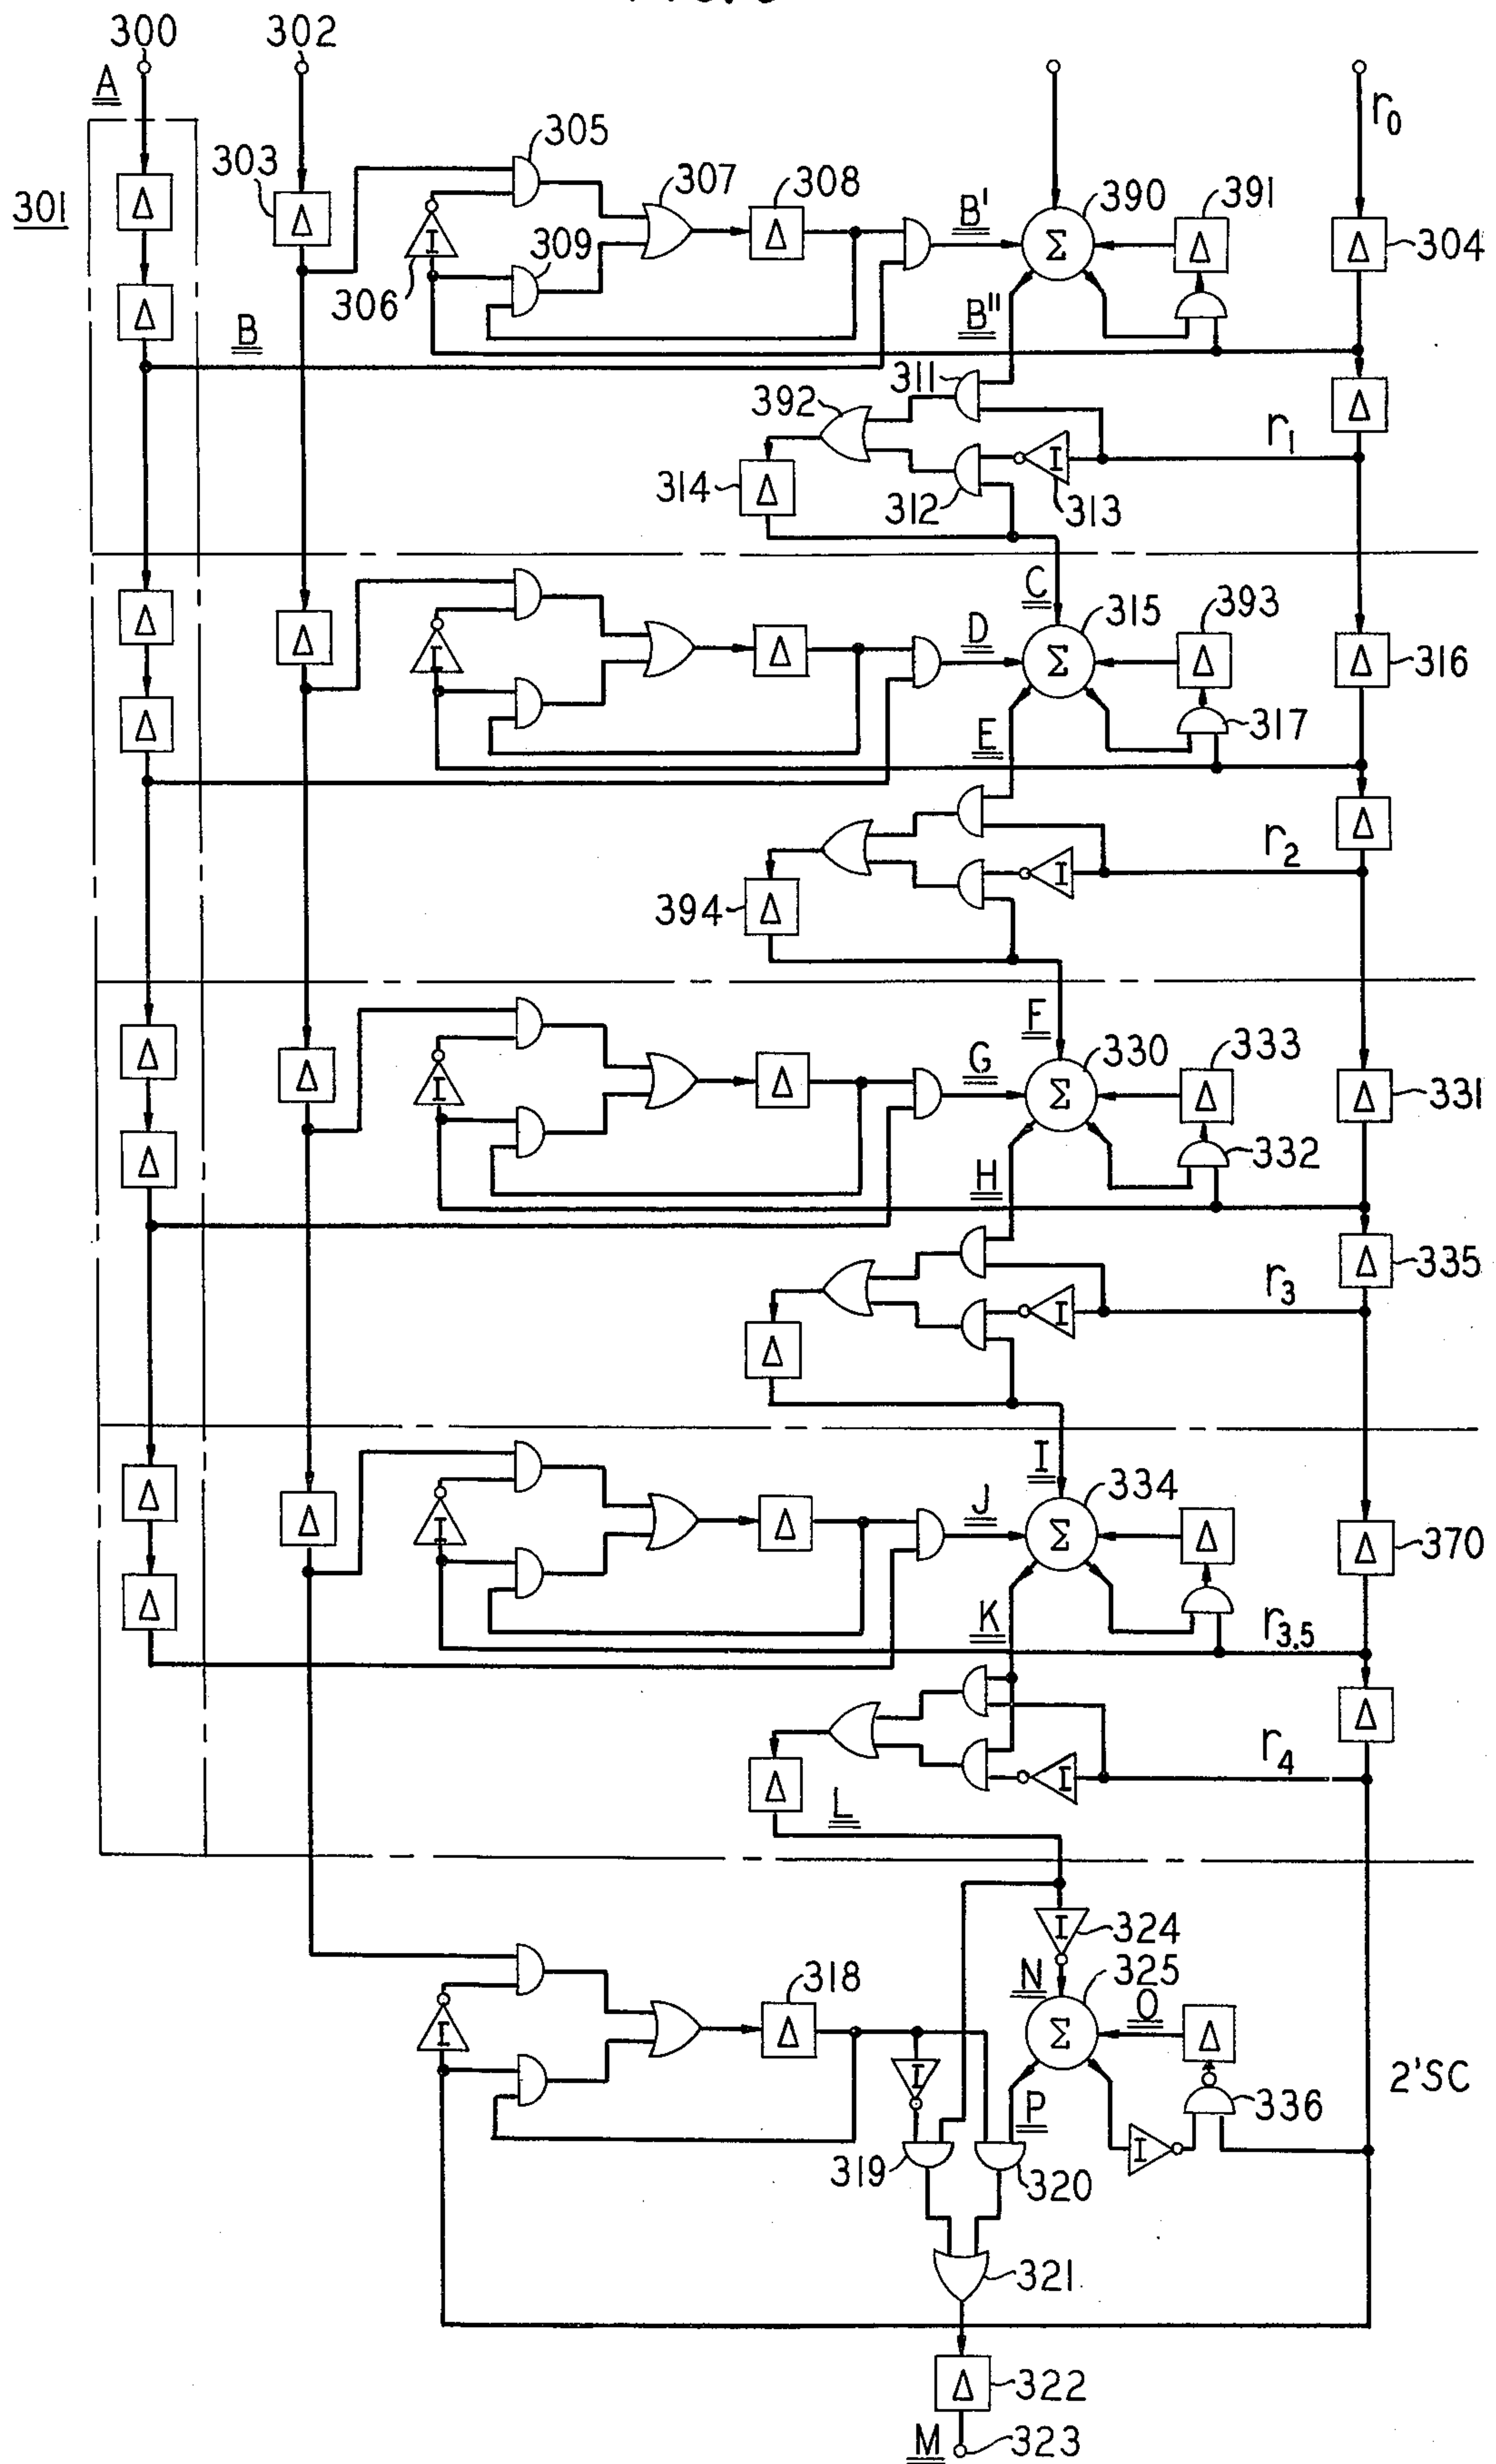 300 302
A
r0
305
303 307 308 B' 390 391
301
Δ Δ Δ Σ Δ Δ 304
309
I
306
Δ B B"
311
392 Δ
r1
314 Δ I
312 313
C 315 393
Δ Δ D
I Δ Σ Δ Δ 316
Δ 317
E
Δ
r2
394 Δ I
F
330 333
Δ Δ G
I Δ Σ Δ Δ 331
Δ 332
H
Δ 335
r3
Δ I
I
334
Δ Δ J
I Δ Σ Δ Δ 370
Δ
K r3.5
Δ
r4
Δ L I
I 324
318 N 325
O
I Δ Σ Δ
2'SC
I
P 336
319 320 I
321
Δ 322
M 323